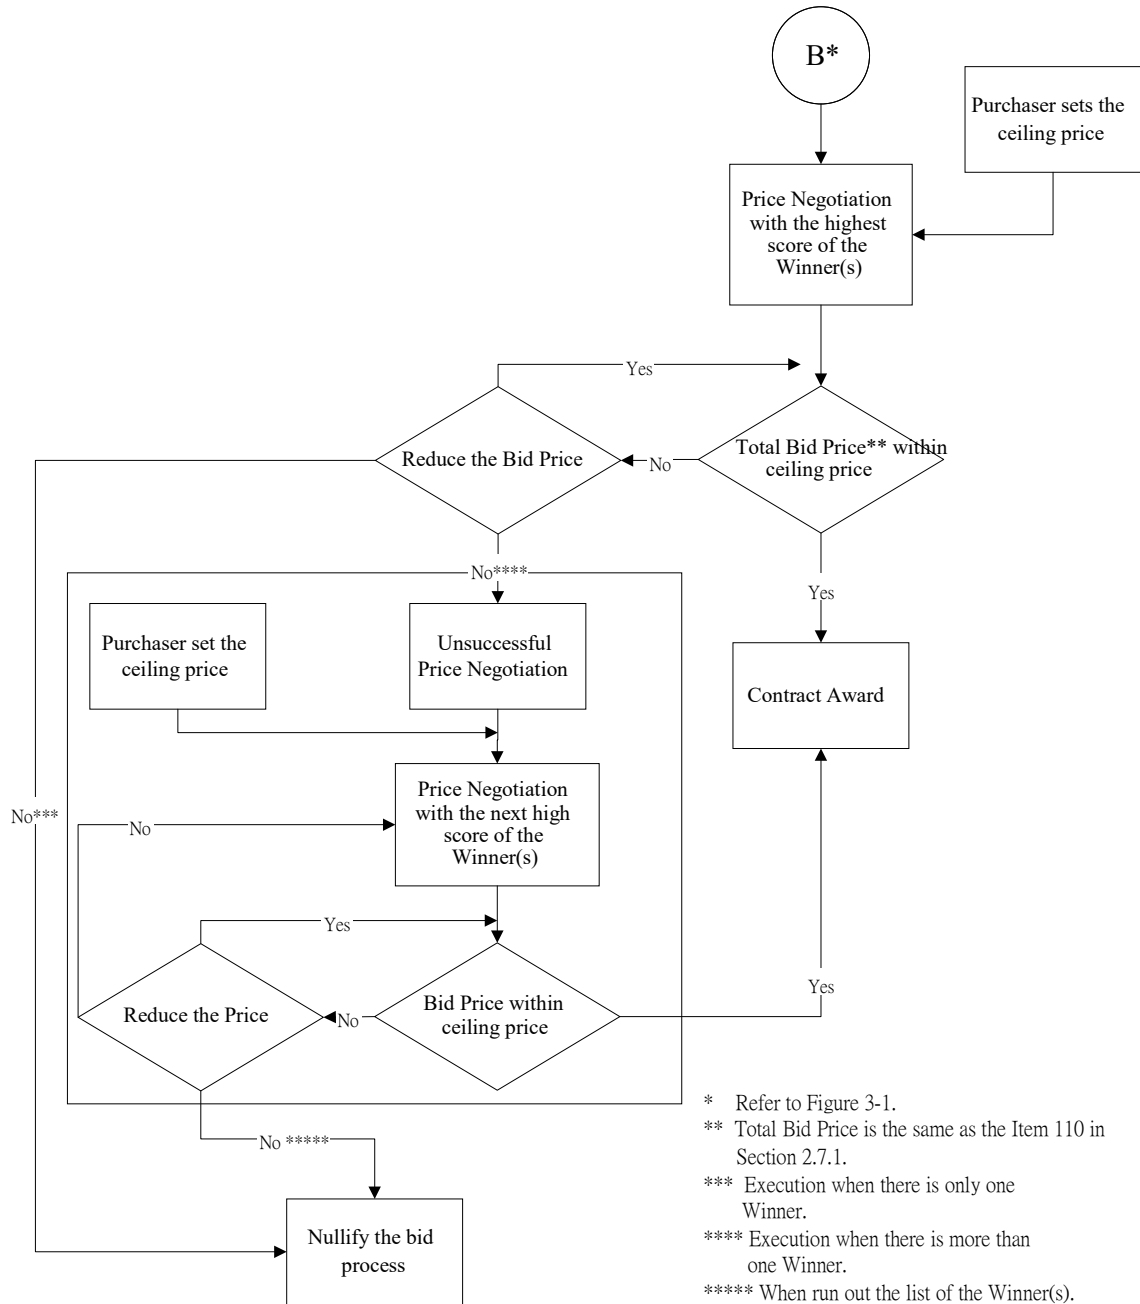 B*
Purchaser sets the
ceiling price
Price Negotiation
with the highest
score of the
Winner(s)
Yes
Reduce the Bid Price
No
Total Bid Price** within
ceiling price
No****
Yes
Purchaser set the
ceiling price
Unsuccessful
Price Negotiation
Contract Award
Price Negotiation
with the next high
score of the
Winner(s)
No***
No
Yes
Reduce the Price
No
Bid Price within
ceiling price
Yes
No *****
Nullify the bid
process
* Refer to Figure 3-1.
** Total Bid Price is the same as the Item 110 in
Section 2.7.1.
*** Execution when there is only one
Winner.
**** Execution when there is more than
one Winner.
***** When run out the list of the Winner(s).